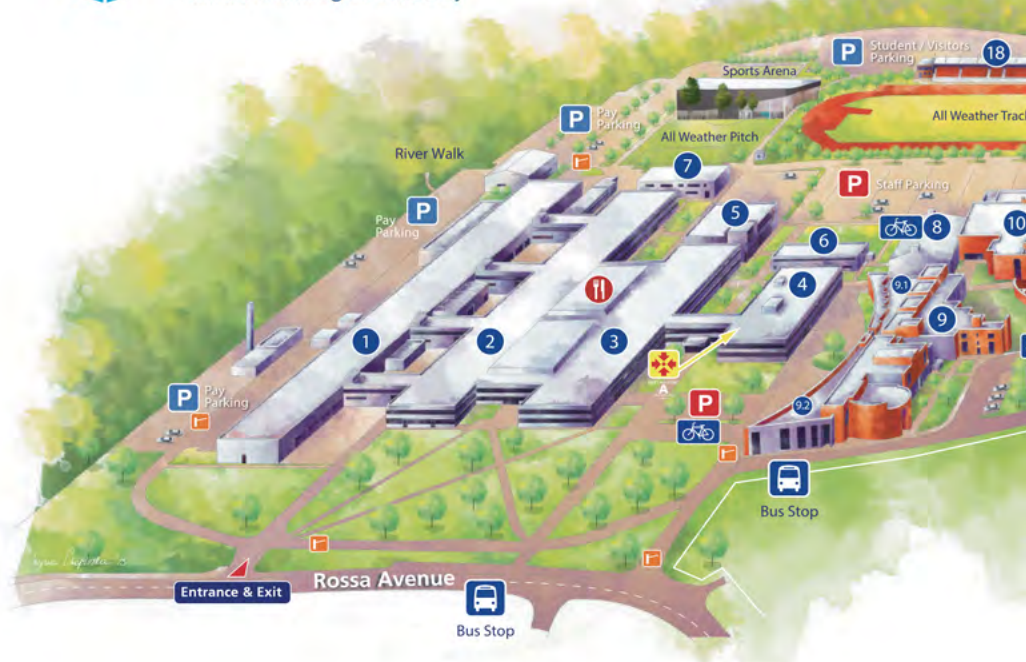 P
Student / Visitors
Parking
18
Sports Arena
P
Pay
Parking
All Weather Pitch
All Weather Trac
River Walk
7
P
Staff Parking
P
Pay
Parking
5
8
10
6
9.1
4
9
1
2
3
A
P
Pay
Parking
P
9.2
Bus Stop
Rossa Avenue
Entrance & Exit
Bus Stop